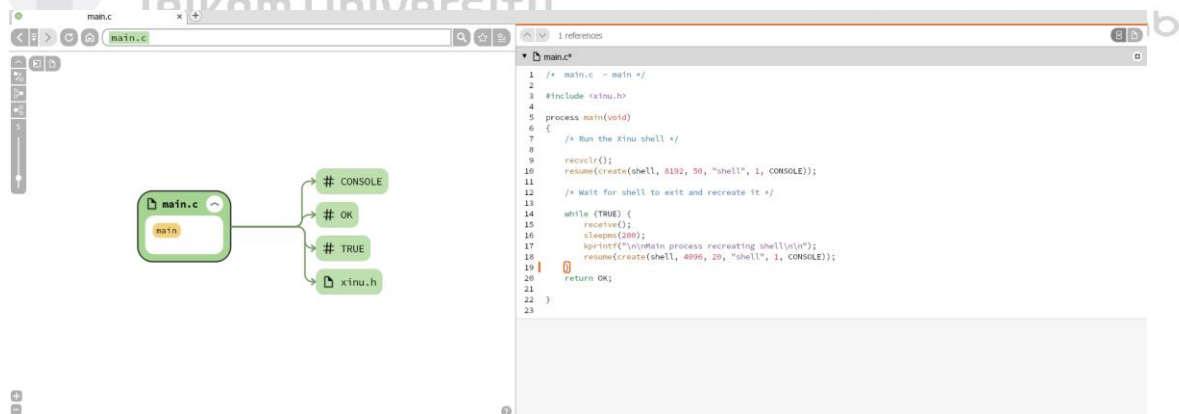 Telkom University
main.c
main.c
1 references
main.c*
1 /* main.c - main */
2
3 #include <xinu.h>
4
5 process main(void)
6 {
7 /* Run the Xinu shell */
8
9 recvclr();
10 resume(create(shell, 8192, 50, "shell", 1, CONSOLE));
11
12 /* Wait for shell to exit and recreate it */
13
14 while (TRUE) {
15 receive();
16 sleepms(200);
17 kprintf("\n\nMain process recreating shell\n\n");
18 resume(create(shell, 4096, 20, "shell", 1, CONSOLE));
19 }
20 return OK;
21
22 }
23
5
main.c
main
# CONSOLE
# OK
# TRUE
xinu.h